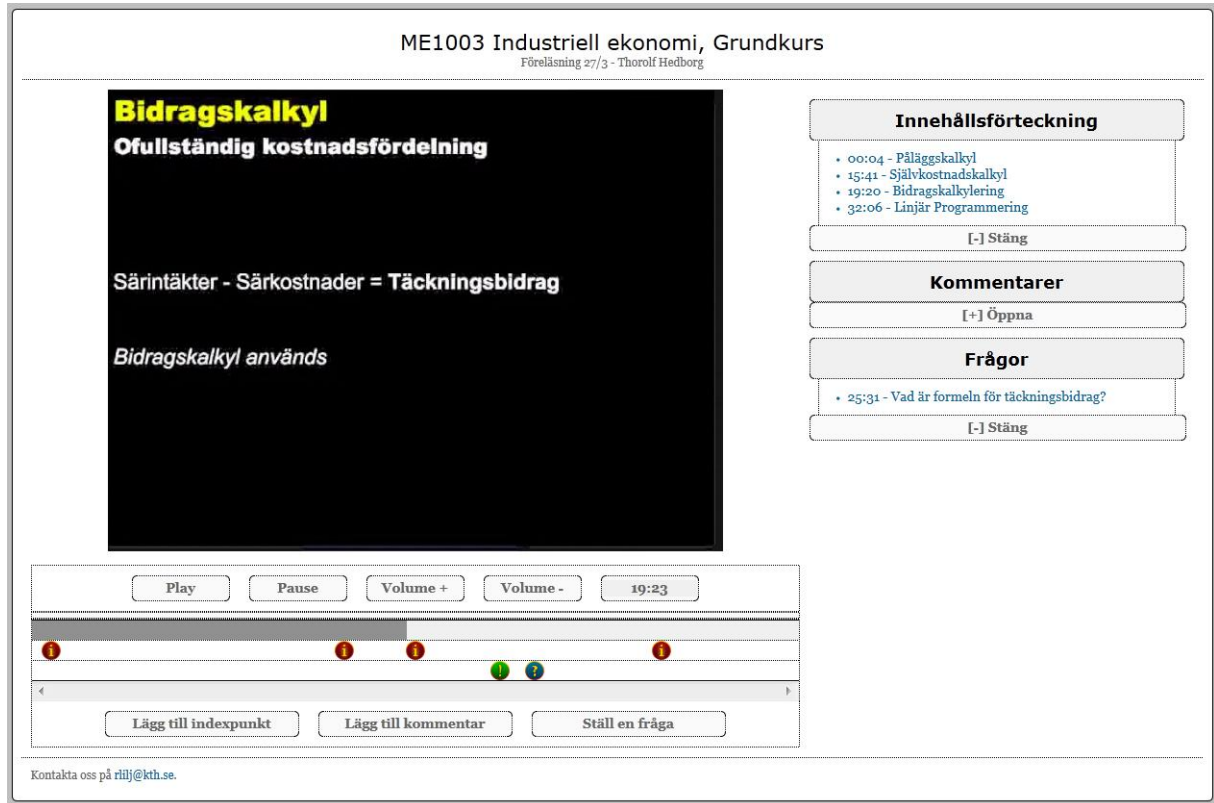 ME1003 Industriell ekonomi, Grundkurs
Föreläsning 27/3 - Thorolf Hedborg
Bidragskalkyl
Ofullständig kostnadsfördelning
Särintäkter - Särkostnader = Täckningsbidrag
Bidragskalkyl används
Innehållsförteckning
• 00:04 - Påläggskalkyl
• 15:41 - Självkostnadskalkyl
• 19:20 - Bidragskalkylering
• 32:06 - Linjär Programmering
[-] Stäng
Kommentarer
[+] Öppna
Frågor
• 25:31 - Vad är formeln för täckningsbidrag?
[-] Stäng
Play Pause Volume + Volume - 19:23
i i i i
! ?
Lägg till indexpunkt Lägg till kommentar Ställ en fråga
Kontakta oss på rlilj@kth.se.